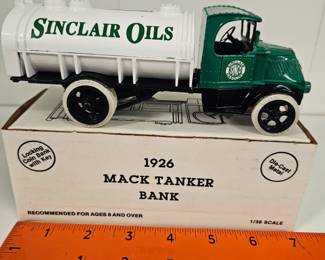 SINCLAIR OILS
Locking
Coin Bank
with Key
1926
MACK TANKER
BANK
Die-Cast
Metal
RECOMMENDED FOR AGES 8 AND OVER
1/38 SCALE
1 2 3 4 5 6 7